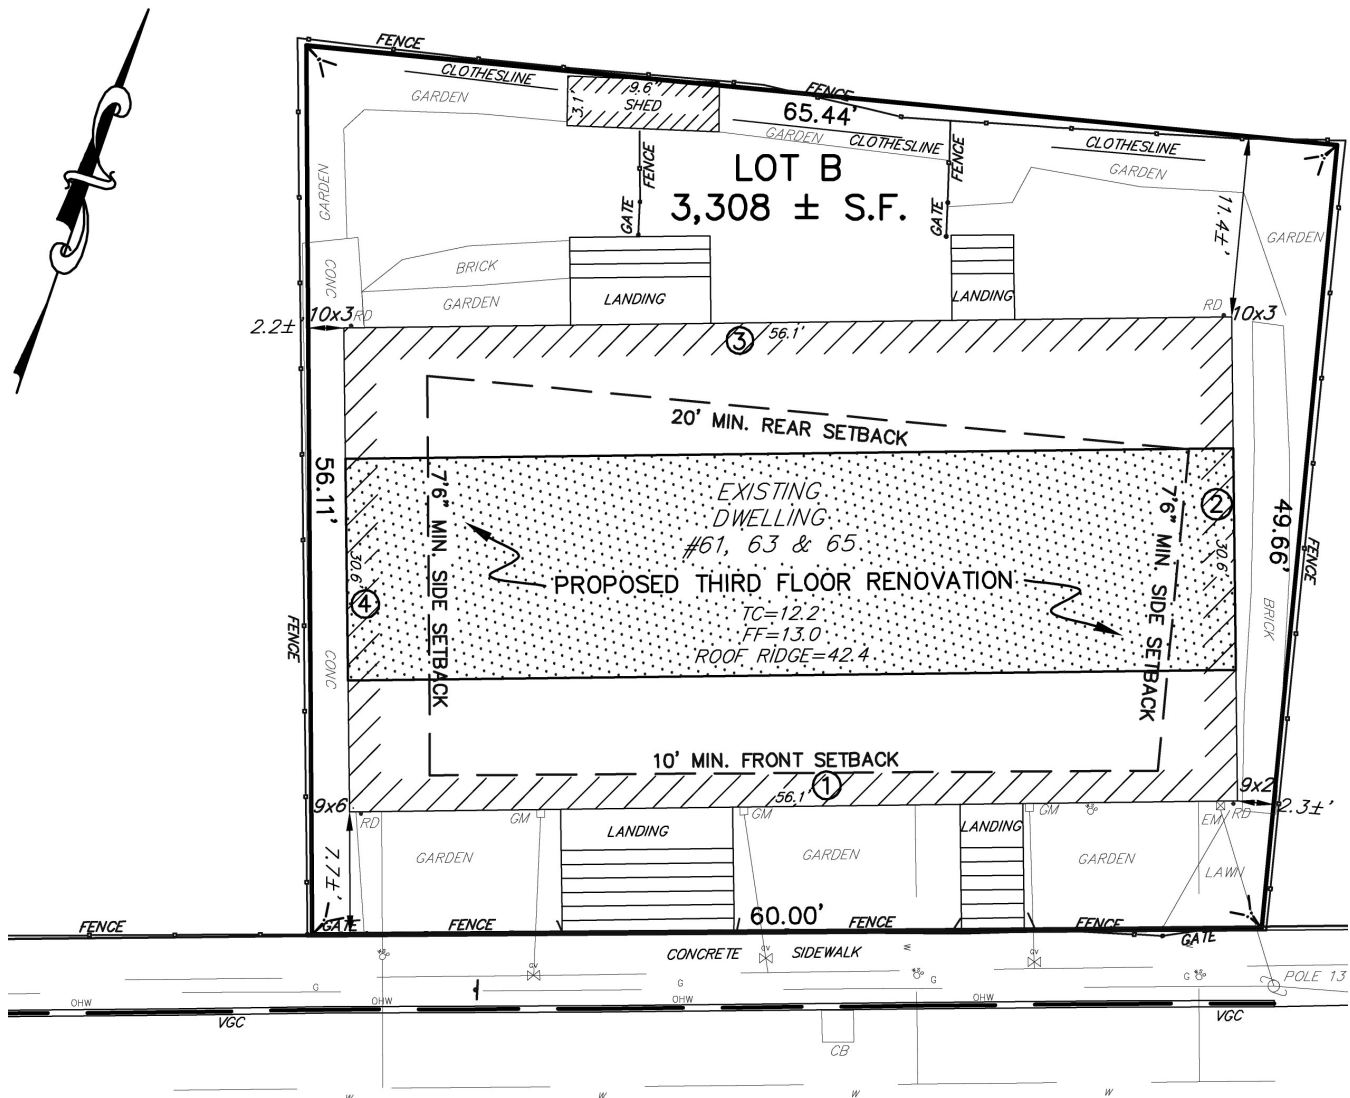 FENCE
CLOTHESLINE
GARDEN
9.6"
3.1'
SHED
FENCE
65.44'
GARDEN
CLOTHESLINE
CLOTHESLINE
GARDEN
LOT B
3,308 ± S.F.
GARDEN
FENCE
GATE
FENCE
GATE
11.4±'
GARDEN
CONC
BRICK
GARDEN
LANDING
LANDING
RD
10x3
2.2±'
10x3
RD
3
56.1'
20' MIN. REAR SETBACK
56.11'
7'6" MIN. SIDE SETBACK
EXISTING
DWELLING
#61, 63 & 65
PROPOSED THIRD FLOOR RENOVATION
TC=12.2
FF=13.0
ROOF RIDGE=42.4
7'6" MIN SIDE SETBACK
2
30.6'
49.66'
FENCE
BRICK
30.6'
4
FENCE
CONC
10' MIN. FRONT SETBACK
1
56.1'
9x6
RD
7.7±'
GM
LANDING
GM
LANDING
GM
9x2
EM
RD
2.3±'
GARDEN
GARDEN
GARDEN
LAWN
FENCE
GATE
FENCE
60.00'
FENCE
FENCE
GATE
CONCRETE SIDEWALK
W
GV
GV
GV
G
G
G
POLE 13
OHW
OHW
OHW
OHW
VGC
VGC
CB
W
W
W
W